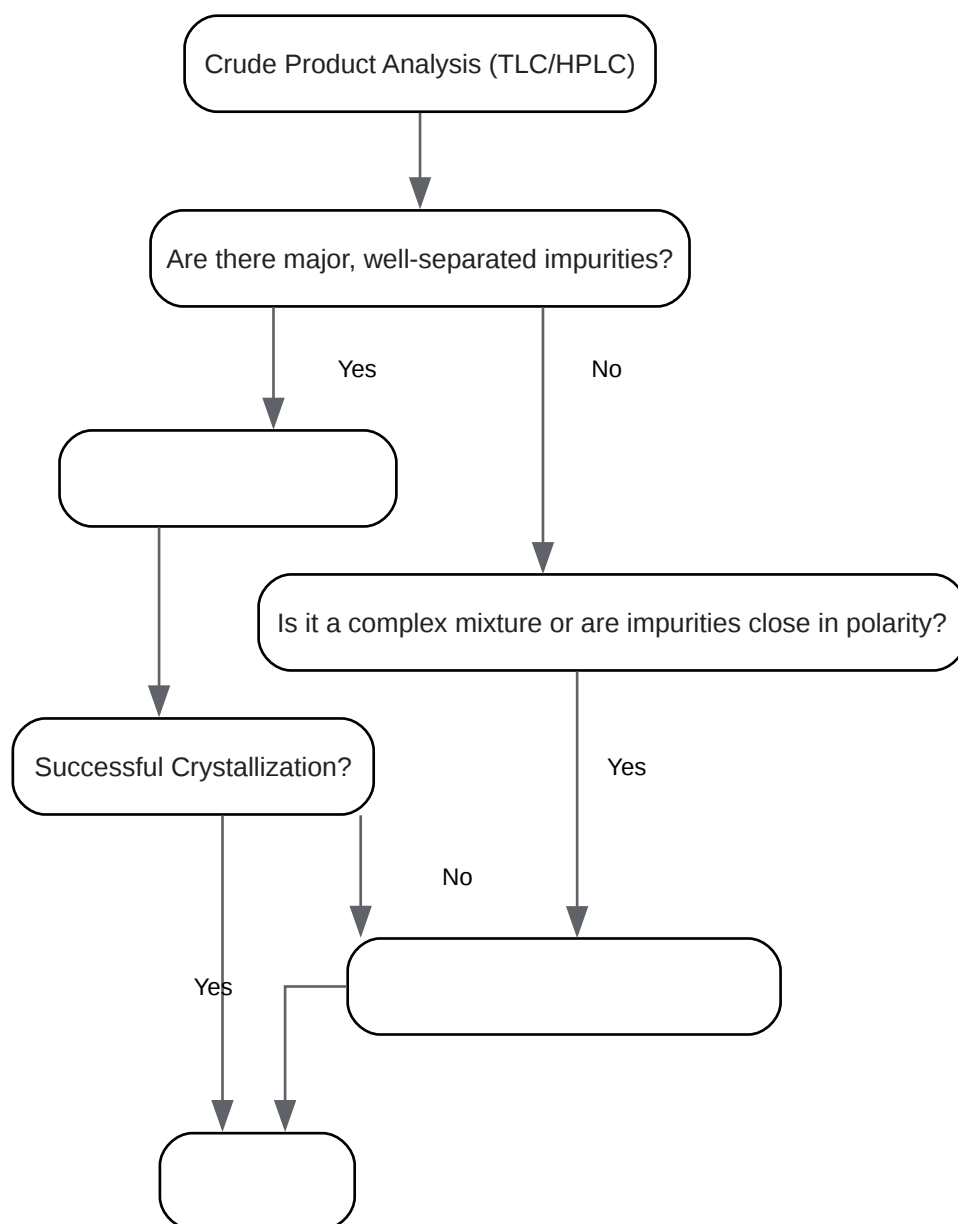 Crude Product Analysis (TLC/HPLC)
Are there major, well-separated impurities?
Yes
No
Is it a complex mixture or are impurities close in polarity?
Successful Crystallization?
Yes
No
Yes